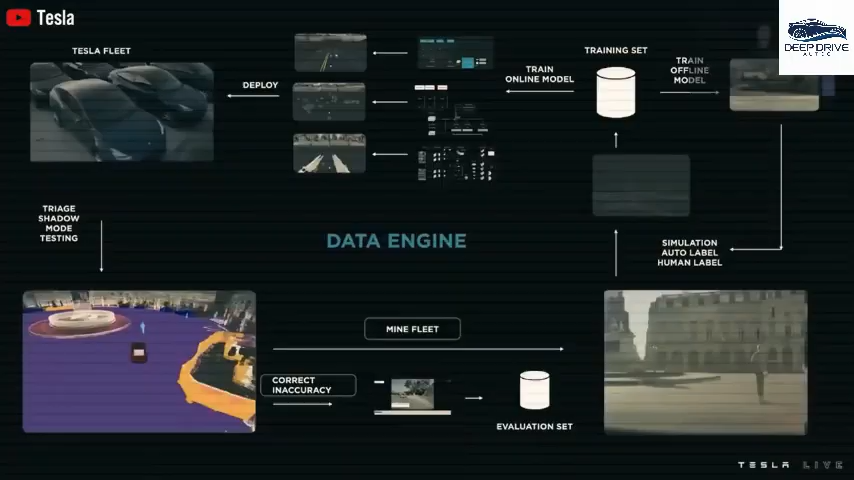 Tesla
DEEP DRIVE
TESLA FLEET
DEPLOY
TRAIN
ONLINE MODEL
TRAINING SET
TRAIN
OFFLINE
MODEL
TRIAGE
SHADOW
MODE
TESTING
DATA ENGINE
SIMULATION
AUTO LABEL
HUMAN LABEL
MINE FLEET
CORRECT
INACCURACY
EVALUATION SET
TESLA LIVE